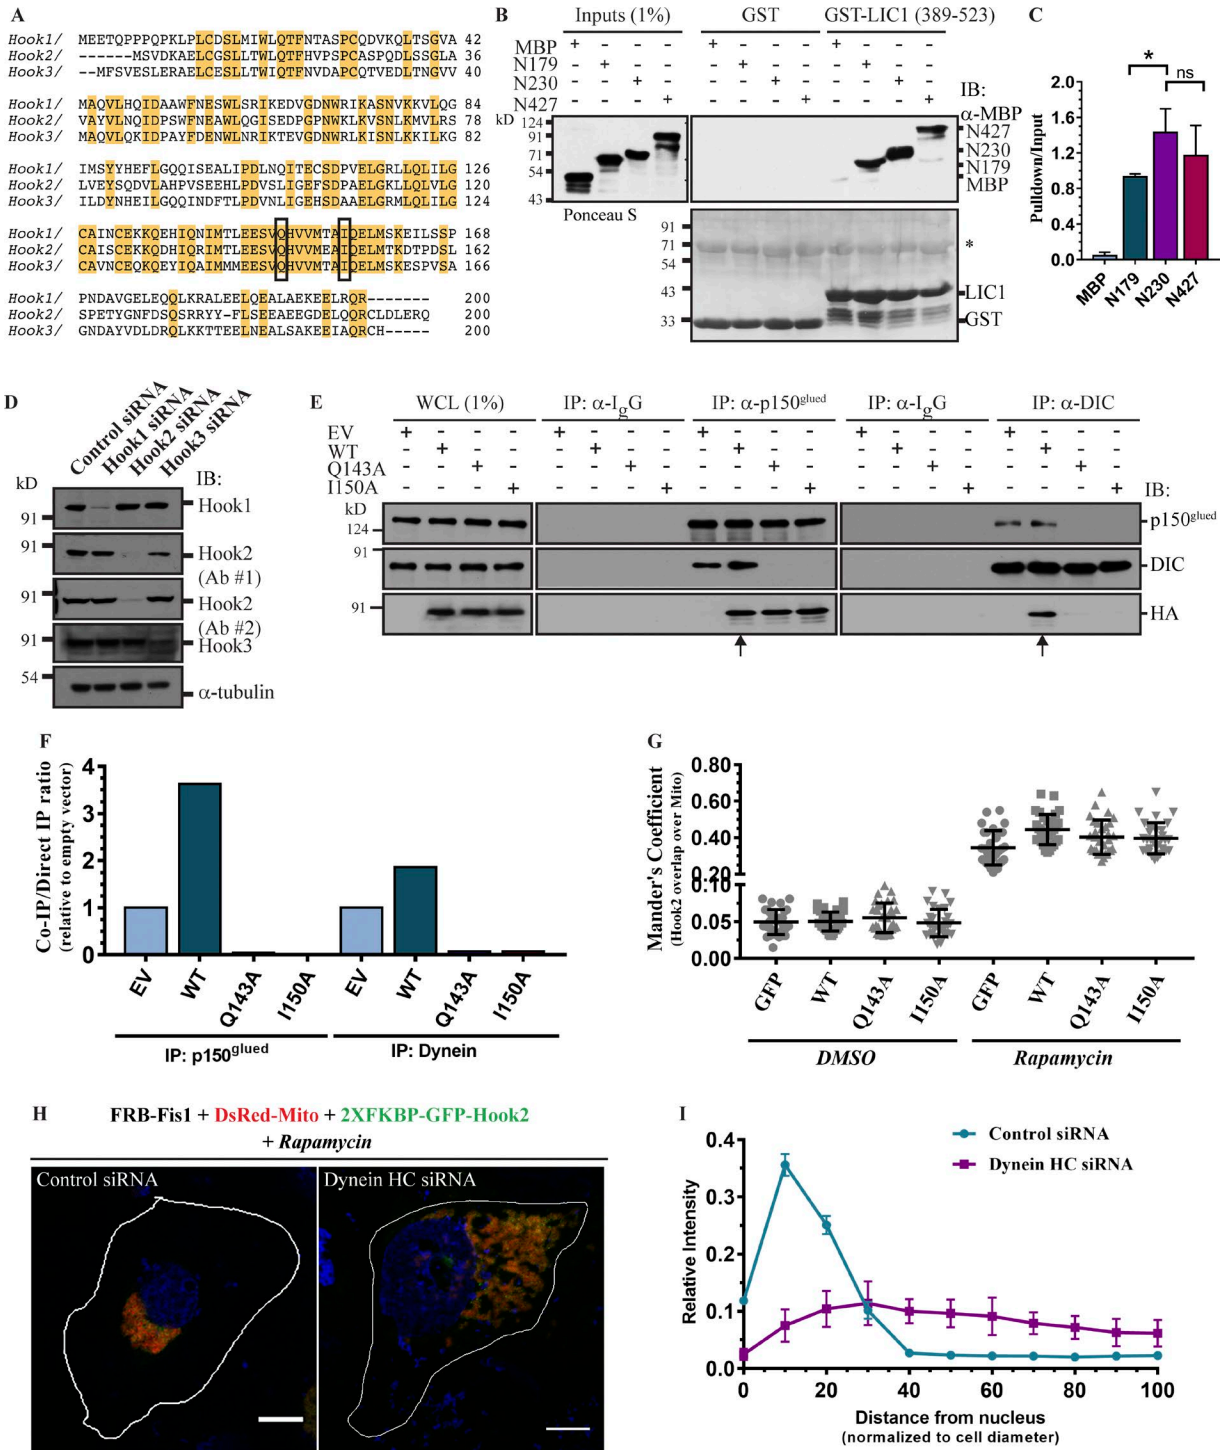 A
Hook1/ MEETQPPPQPKLPLCDSLMIWLQTFNTASPCQDVKQLTSGVA 42
Hook2/ ------MSVDKAELCGSLLTWLQTFHVPSPCASPQDLSSGLA 36
Hook3/ --MFSVESLERAELCESLLTWIQTFNVDAPCQTVEDLTNGVV 40
Hook1/ MAQVLHQIDAAWFNESWLSRIKEDVGDNWRIKASNVKKVLQG 84
Hook2/ VAYVLNQIDPSWFNEAWLQGISEDPGDNWKLKVSNLKMVLRS 78
Hook3/ MAQVLQKIDPAYFDENWLNRIKTEVGDNWRLKISNLKKILKG 82
Hook1/ IMSYYHEFLGQQISEALIPDLNQITECSDPVELGRLLQLILG 126
Hook2/ LVEYSQDVLAHPVSEEHLPDVSLIGEFSDPAELGKLLQLVLG 120
Hook3/ ILDYNHEILGQQINDFTLPDVNLIGEHSDAAELGRMLQLILG 124
Hook1/ CAINCEKKQEHIQNIMTLEESVQHVVMTAIQELMSKEILSSP 168
Hook2/ CAISCEKKQDHIQQIMTLEESVQHVVMEAIQELMTKDTPDSL 162
Hook3/ CAVNCEQKQEYIQAIMMMEESVQHVVMTAIQELMSKESPVSA 166
Hook1/ PNDAVGELEQQLKRALEELQEALAEKEELRQR------- 200
Hook2/ SPETYGNFDSQSRRYY-FLSEEAEEGDELQQRCLDLERQ 200
Hook3/ GNDAYVDLDRQLKKTTEELNEALSAKEEIAQRCH----- 200
B
Inputs (1%) GST GST-LIC1 (389-523)
MBP + - - - + - - - + - - -
N179 - + - - - + - - - + - -
N230 - - + - - - + - - - + -
N427 - - - + - - - + - - - +
IB:
α-MBP
kD
124
91
71
54
43
N427
N230
N179
MBP
Ponceau S
91
71
54
43
33
*
LIC1
GST
C
Pulldown/Input
2.0
1.6
1.2
0.8
0.4
0.0
* ns
MBP N179 N230 N427
D
Control siRNA Hook1 siRNA Hook2 siRNA Hook3 siRNA
kD IB:
91 Hook1
91 Hook2
(Ab #1)
91 Hook2
(Ab #2)
91 Hook3
54 α-tubulin
E
WCL (1%) IP: α-IgG IP: α-p150glued IP: α-IgG IP: α-DIC
EV + - - - + - - - + - - - + - - - + - - -
WT - + - - - + - - - + - - - + - - - + - -
Q143A - - + - - - + - - - + - - - + - - - + -
I150A - - - + - - - + - - - + - - - + - - - +
IB:
kD
124 p150glued
91 DIC
91 HA
F
Co-IP/Direct IP ratio
(relative to empty vector)
4
3
2
1
0
EV WT Q143A I150A EV WT Q143A I150A
IP: p150glued IP: Dynein
G
Mander's Coefficient
(Hook2 overlap over Mito)
0.80
0.60
0.40
0.20
0.10
0.05
0.00
GFP WT Q143A I150A GFP WT Q143A I150A
DMSO Rapamycin
H
FRB-Fis1 + DsRed-Mito + 2XFKBP-GFP-Hook2
+ Rapamycin
Control siRNA Dynein HC siRNA
I
Control siRNA
Dynein HC siRNA
Relative Intensity
0.4
0.3
0.2
0.1
0.0
0 20 40 60 80 100
Distance from nucleus
(normalized to cell diameter)